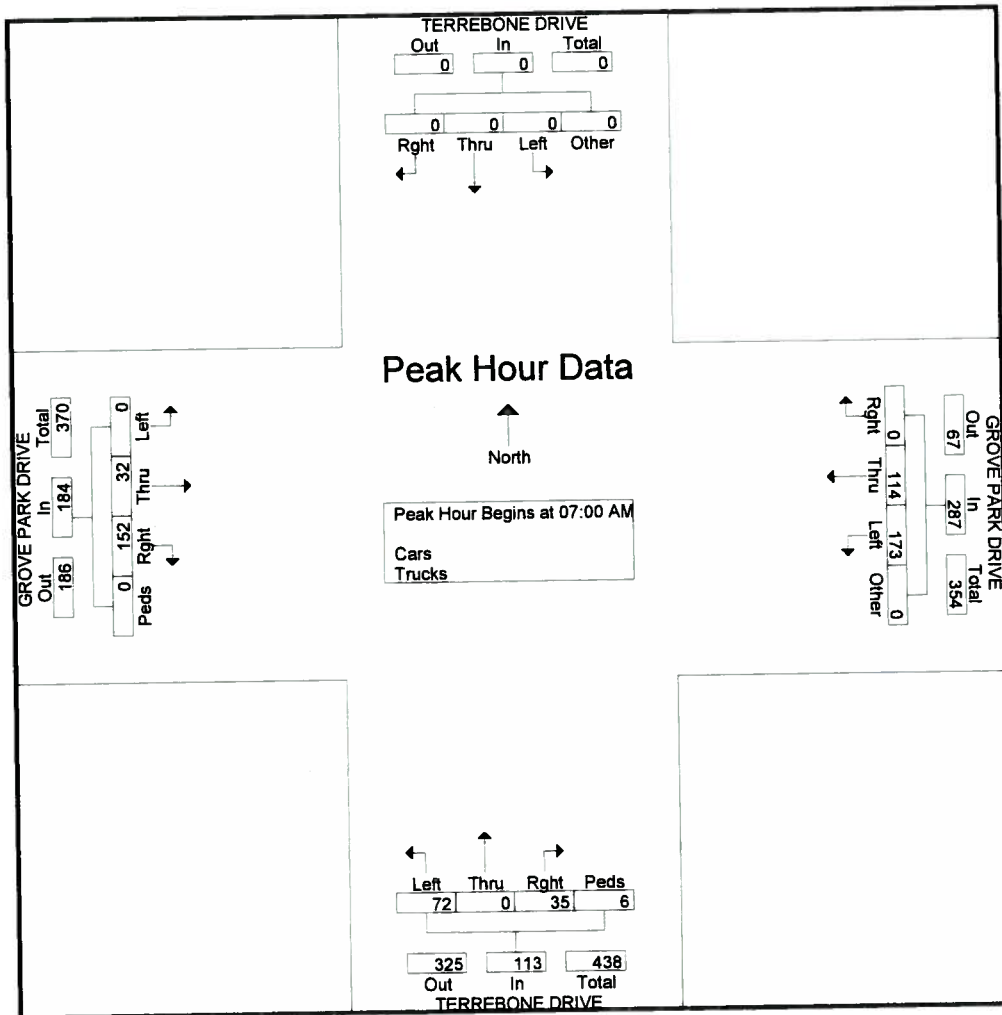 TERREBONE DRIVE
Out In Total
0 0 0
0 0 0 0
Rght Thru Left Other
Peak Hour Data
North
Peak Hour Begins at 07:00 AM
Cars
Trucks
GROVE PARK DRIVE
Out In Total
186 184 370
0 152 32 0
Peds Rght Thru Left
GROVE PARK DRIVE
Out In Total
67 287 354
0 114 173 0
Rght Thru Left Other
Left Thru Rght Peds
72 0 35 6
325 113 438
Out In Total
TERREBONE DRIVE